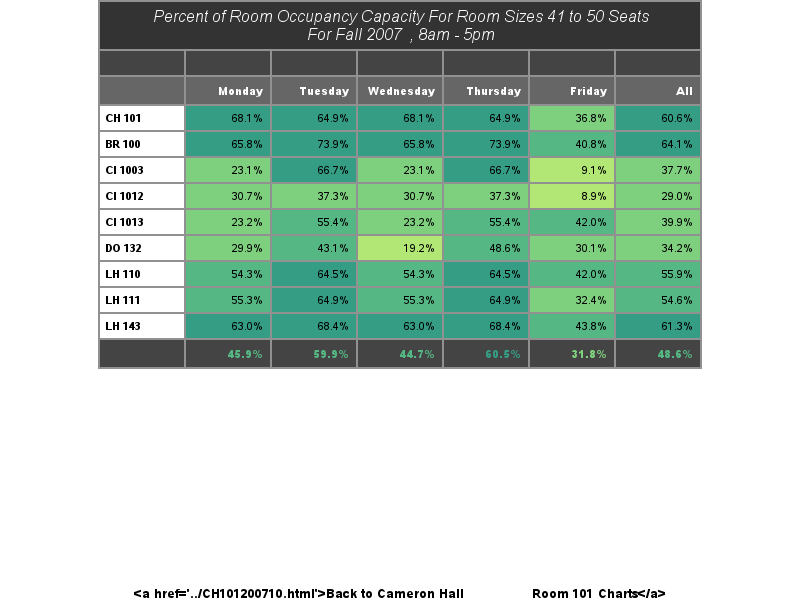 Percent of Room Occupancy Capacity For Room Sizes 41 to 50 Seats
For Fall 2007 , 8am - 5pm
Monday Tuesday Wednesday Thursday Friday All
CH 101 68.1% 64.9% 68.1% 64.9% 36.8% 60.6%
BR 100 65.8% 73.9% 65.8% 73.9% 40.8% 64.1%
CI 1003 23.1% 66.7% 23.1% 66.7% 9.1% 37.7%
CI 1012 30.7% 37.3% 30.7% 37.3% 8.9% 29.0%
CI 1013 23.2% 55.4% 23.2% 55.4% 42.0% 39.9%
DO 132 29.9% 43.1% 19.2% 48.6% 30.1% 34.2%
LH 110 54.3% 64.5% 54.3% 64.5% 42.0% 55.9%
LH 111 55.3% 64.9% 55.3% 64.9% 32.4% 54.6%
LH 143 63.0% 68.4% 63.0% 68.4% 43.8% 61.3%
45.9% 59.9% 44.7% 60.5% 31.8% 48.6%
<a href='../CH101200710.html'>Back to Cameron Hall Room 101 Charts</a>